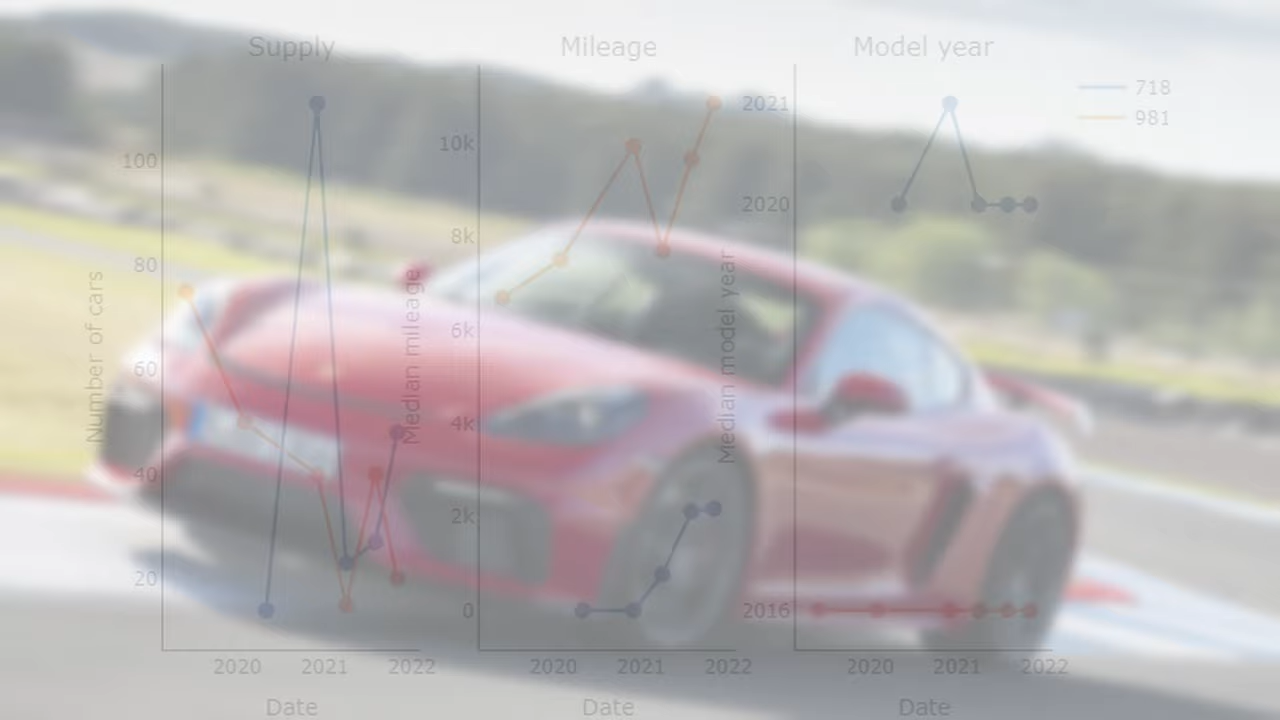 Supply
Mileage
Model year
718
981
Number of cars
100
80
60
40
20
2020
2021
2022
Date
Median mileage
10k
8k
6k
4k
2k
0
2020
2021
2022
Date
Median model year
2021
2020
2016
2020
2021
2022
Date